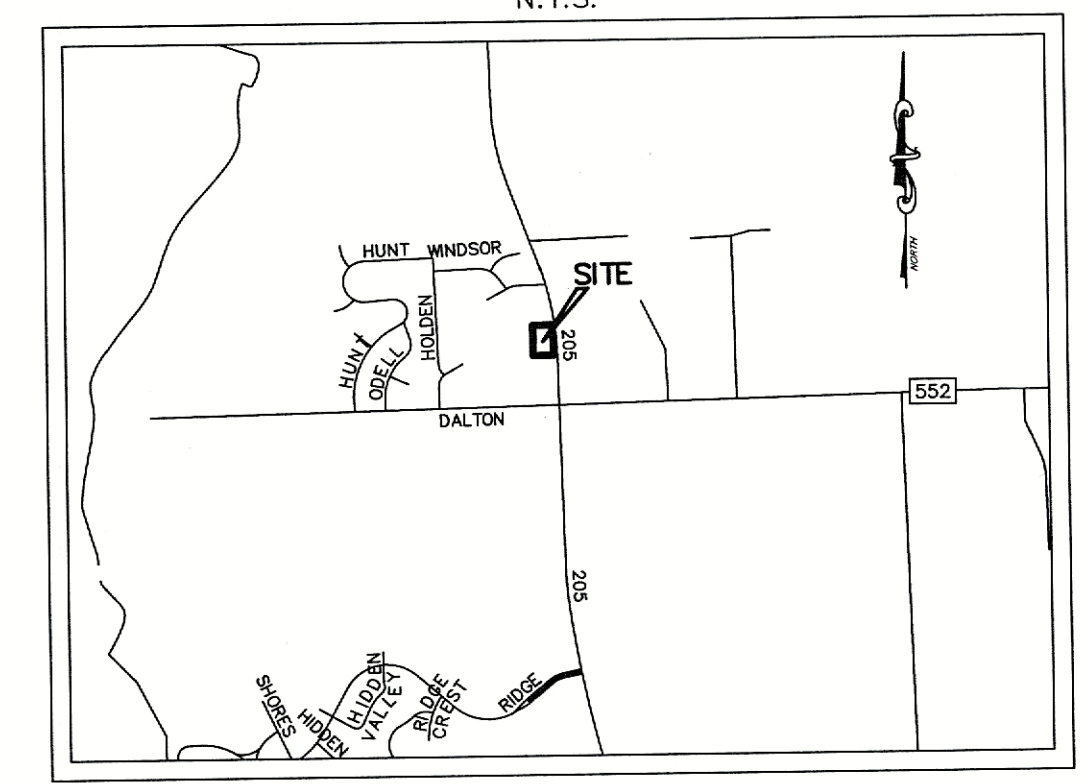 N.T.S.
HUNT
WINDSOR
SITE
NORTH
HOLDEN
205
HUNT
ODELL
552
DALTON
205
HIDDEN
VALLEY
RIDGE
CREST
RIDGE
SHORES
HIDDEN